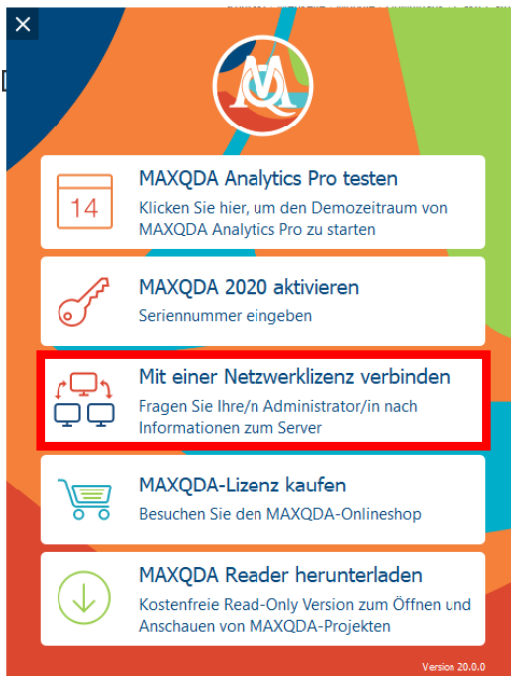 MAXQDA Analytics Pro testen
14
Klicken Sie hier, um den Demozeitraum von
MAXQDA Analytics Pro zu starten
MAXQDA 2020 aktivieren
Seriennummer eingeben
Mit einer Netzwerklizenz verbinden
Fragen Sie Ihre/n Administrator/in nach
Informationen zum Server
MAXQDA-Lizenz kaufen
Besuchen Sie den MAXQDA-Onlineshop
MAXQDA Reader herunterladen
Kostenfreie Read-Only Version zum Öffnen und
Anschauen von MAXQDA-Projekten
Version 20.0.0